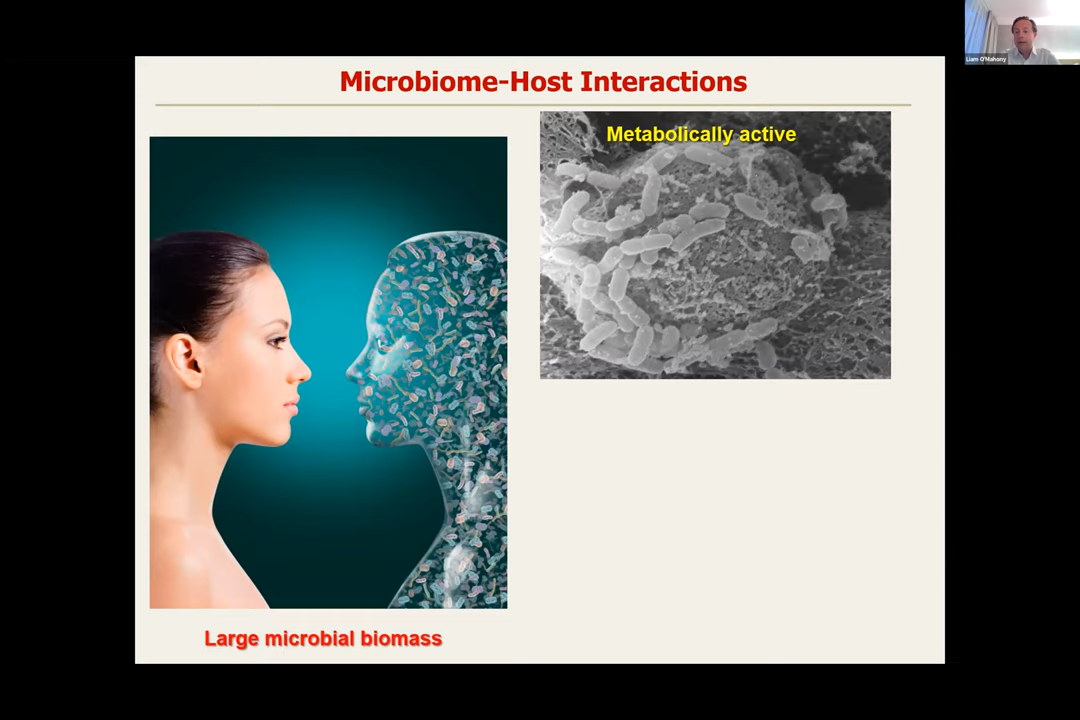 Microbiome-Host Interactions
Metabolically active
Large microbial biomass
Liam O'Mahony